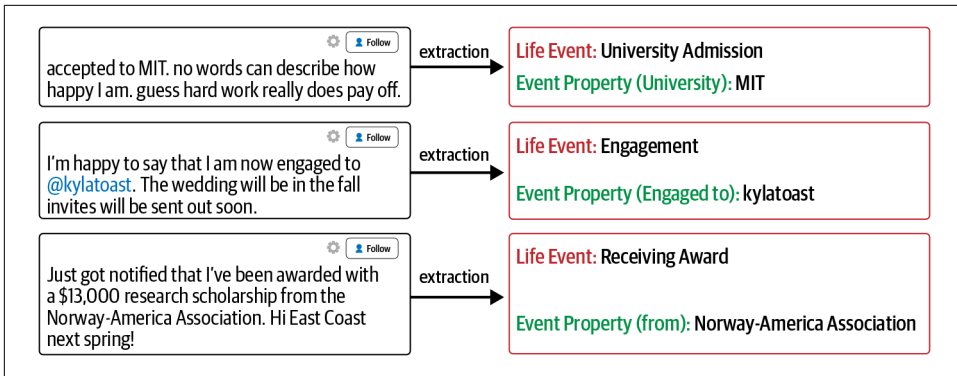 Follow
accepted to MIT. no words can describe how
happy I am. guess hard work really does pay off.
extraction
Life Event: University Admission
Event Property (University): MIT
Follow
I'm happy to say that I am now engaged to
@kylatoast. The wedding will be in the fall
invites will be sent out soon.
extraction
Life Event: Engagement
Event Property (Engaged to): kylatoast
Follow
Just got notified that I've been awarded with
a $13,000 research scholarship from the
Norway-America Association. Hi East Coast
next spring!
extraction
Life Event: Receiving Award
Event Property (from): Norway-America Association